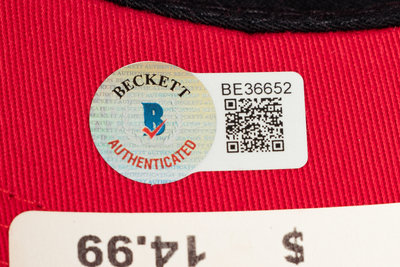 BECKETT
B
AUTHENTICATED
BE36652
$ 14.99